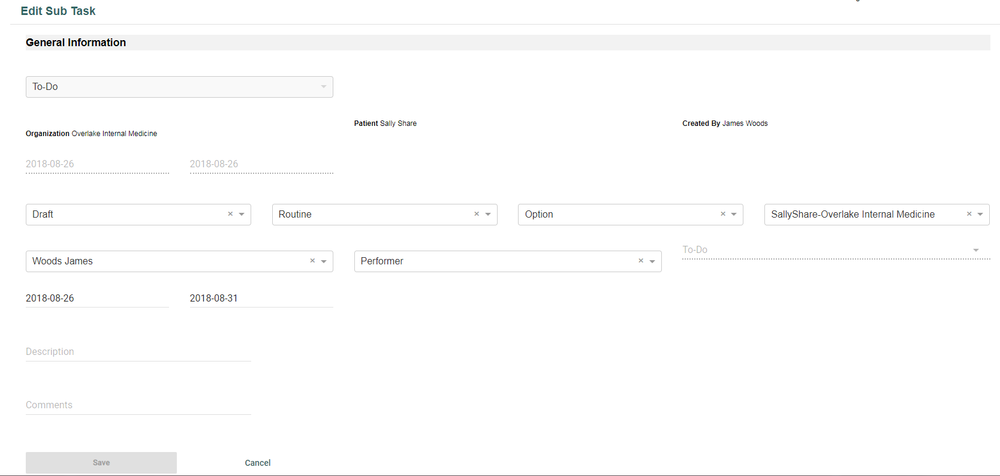 Edit Sub Task
General Information
To-Do
Patient Sally Share
Created By James Woods
Organization Overlake Internal Medicine
2018-08-26
2018-08-26
Draft
Routine
Option
SallyShare-Overlake Internal Medicine
Woods James
Performer
To-Do
2018-08-26
2018-08-31
Description
Comments
Save
Cancel